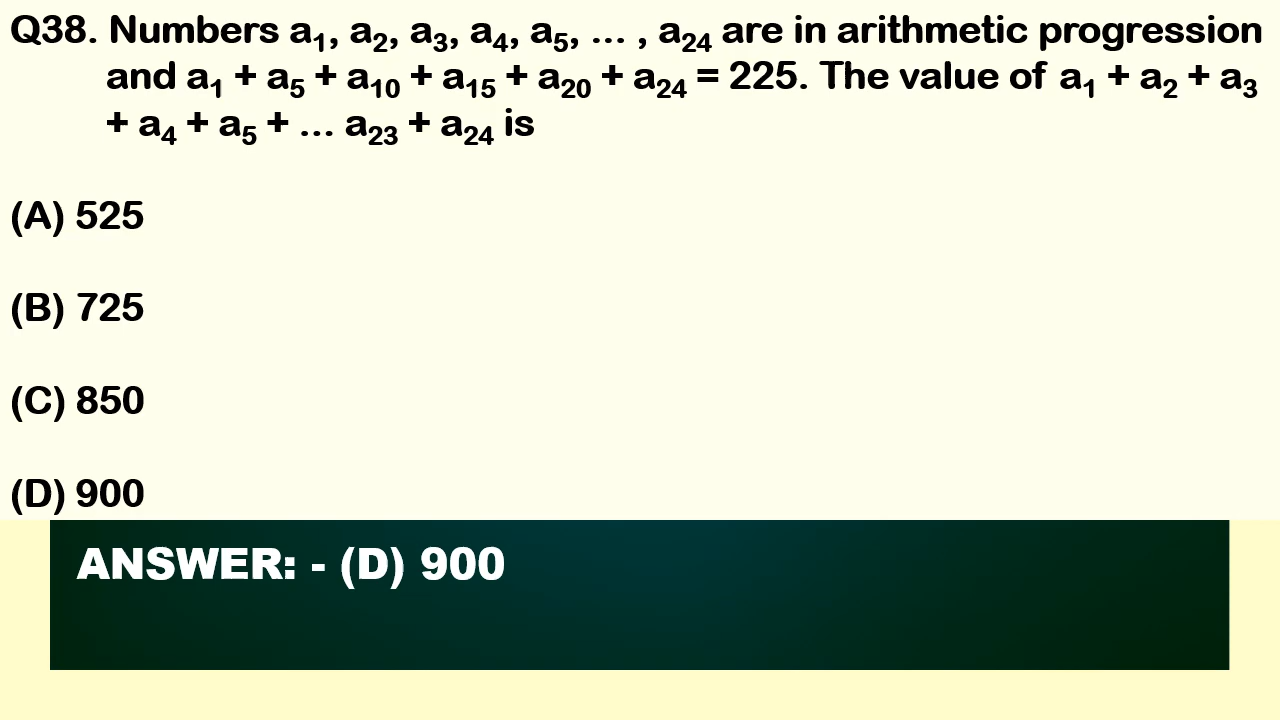 Q38. Numbers a₁, a₂, a₃, a₄, a₅, ... , a₂₄ are in arithmetic progression
and a₁ + a₅ + a₁₀ + a₁₅ + a₂₀ + a₂₄ = 225. The value of a₁ + a₂ + a₃
+ a₄ + a₅ + ... a₂₃ + a₂₄ is
(A) 525
(B) 725
(C) 850
(D) 900
ANSWER: - (D) 900